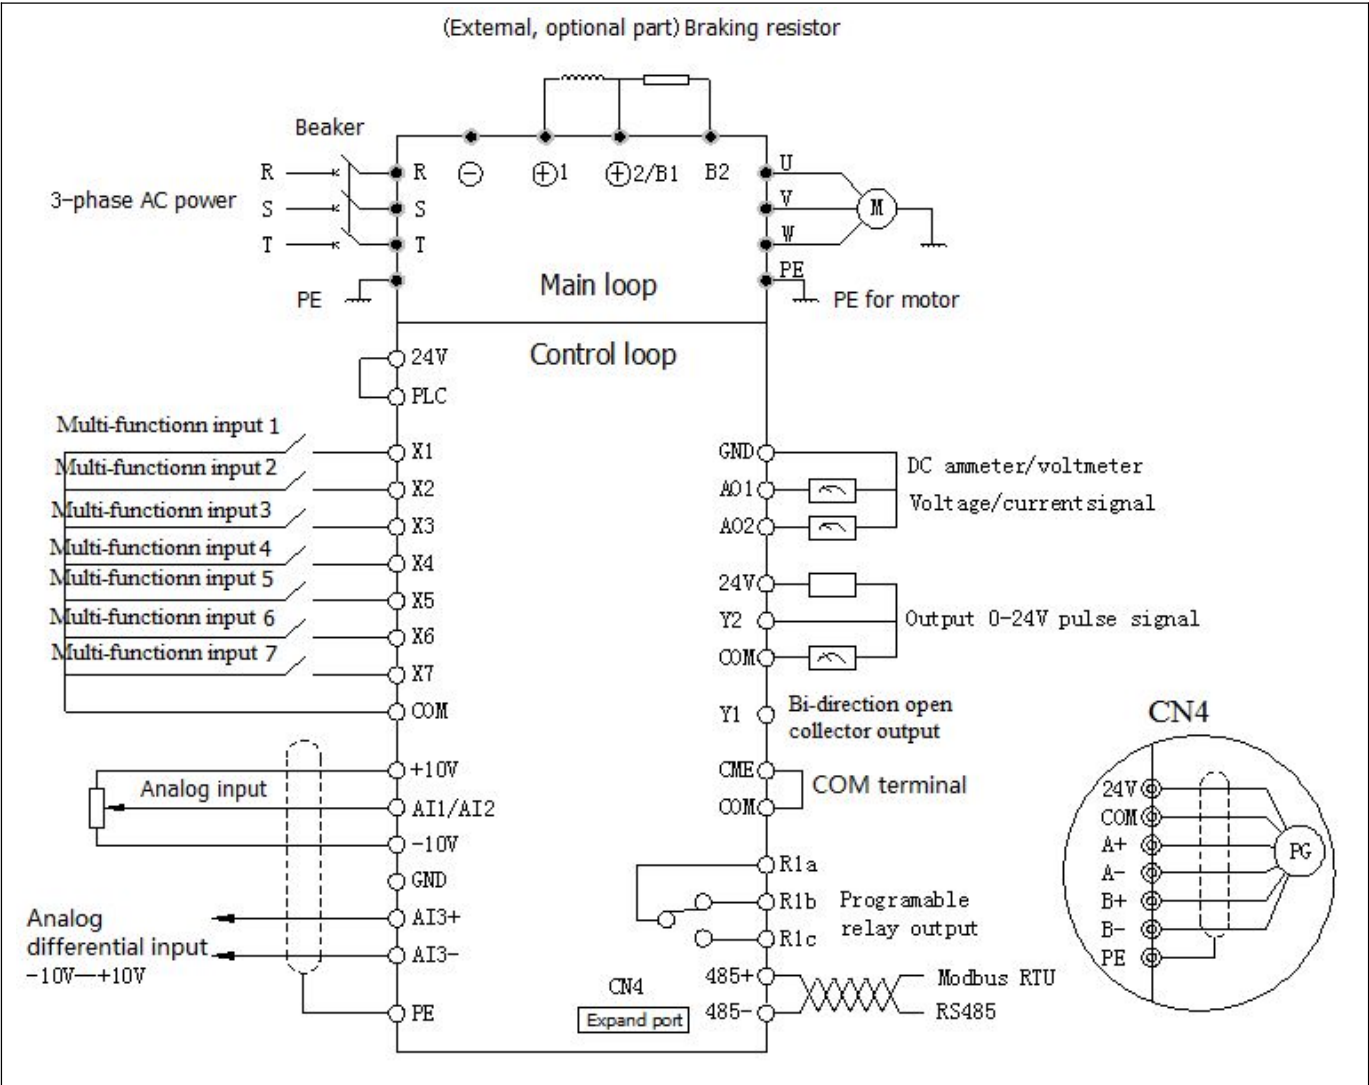 (External, optional part) Braking resistor
Beaker
3-phase AC power
R
S
T
PE
R
S
T
⊖
⊕1
⊕2/B1
B2
U
V
W
PE
M
PE for motor
Main loop
Control loop
24V
PLC
Multi-functionn input 1
Multi-functionn input 2
Multi-functionn input3
Multi-functionn input 4
Multi-functionn input 5
Multi-functionn input 6
Multi-functionn input 7
X1
X2
X3
X4
X5
X6
X7
COM
+10V
Analog input
AI1/AI2
-10V
GND
AI3+
AI3-
Analog
differential input
-10V—+10V
PE
GND
AO1
AO2
DC ammeter/voltmeter
Voltage/currentsignal
24V
Y2
COM
Output 0-24V pulse signal
Y1
Bi-direction open
collector output
CME
COM
COM terminal
R1a
R1b
R1c
Programable
relay output
CN4
Expand port
485+
485-
Modbus RTU
RS485
CN4
24V
COM
A+
A-
B+
B-
PE
PG